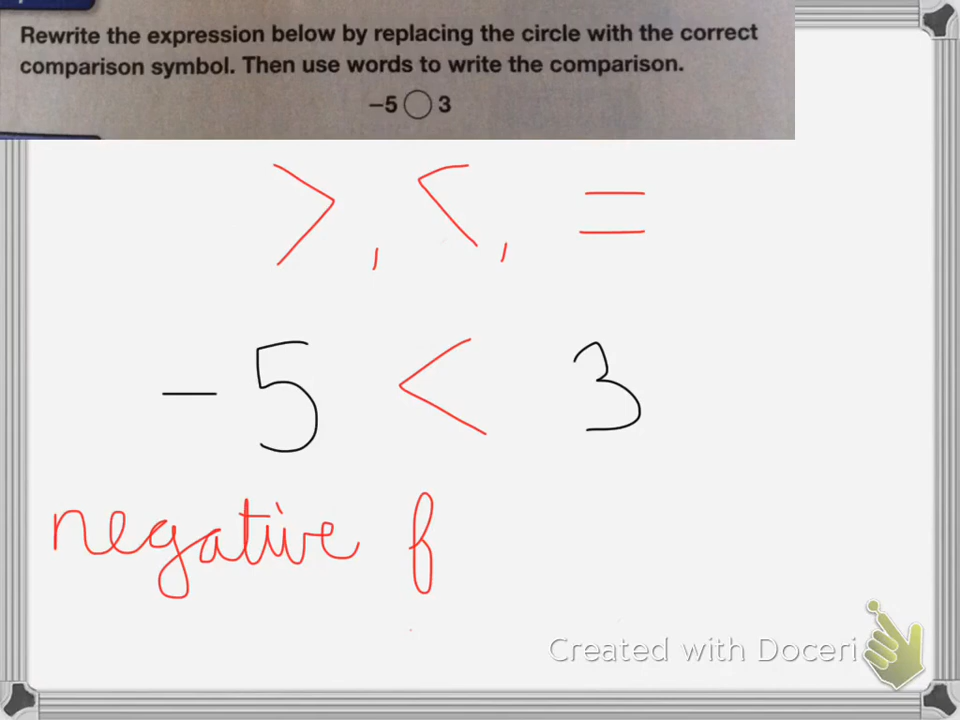 Rewrite the expression below by replacing the circle with the correct
comparison symbol. Then use words to write the comparison.
−5 ◯ 3
>, <, =
−5 < 3
negative f
Created with Doceri